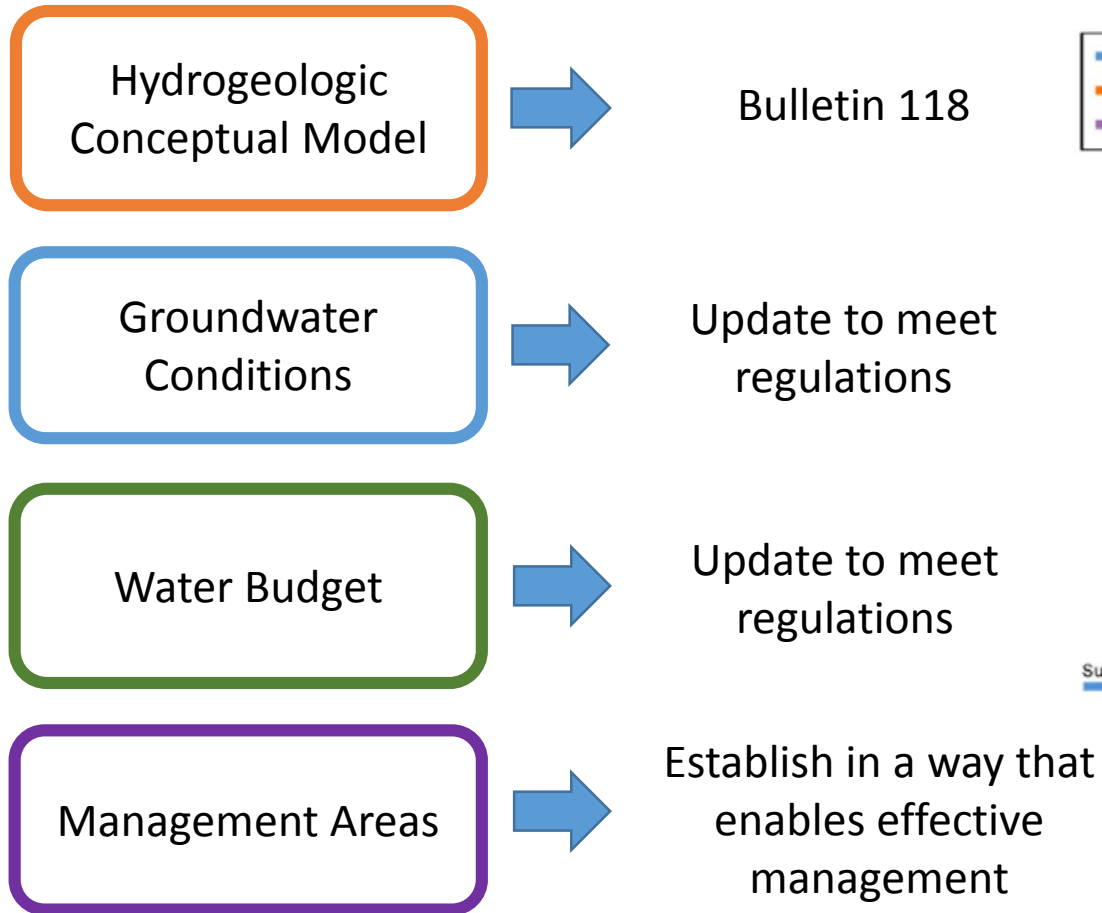 Hydrogeologic
Conceptual Model
Bulletin 118
Groundwater
Conditions
Update to meet
regulations
Water Budget
Update to meet
regulations
Su
Management Areas
Establish in a way that
enables effective
management